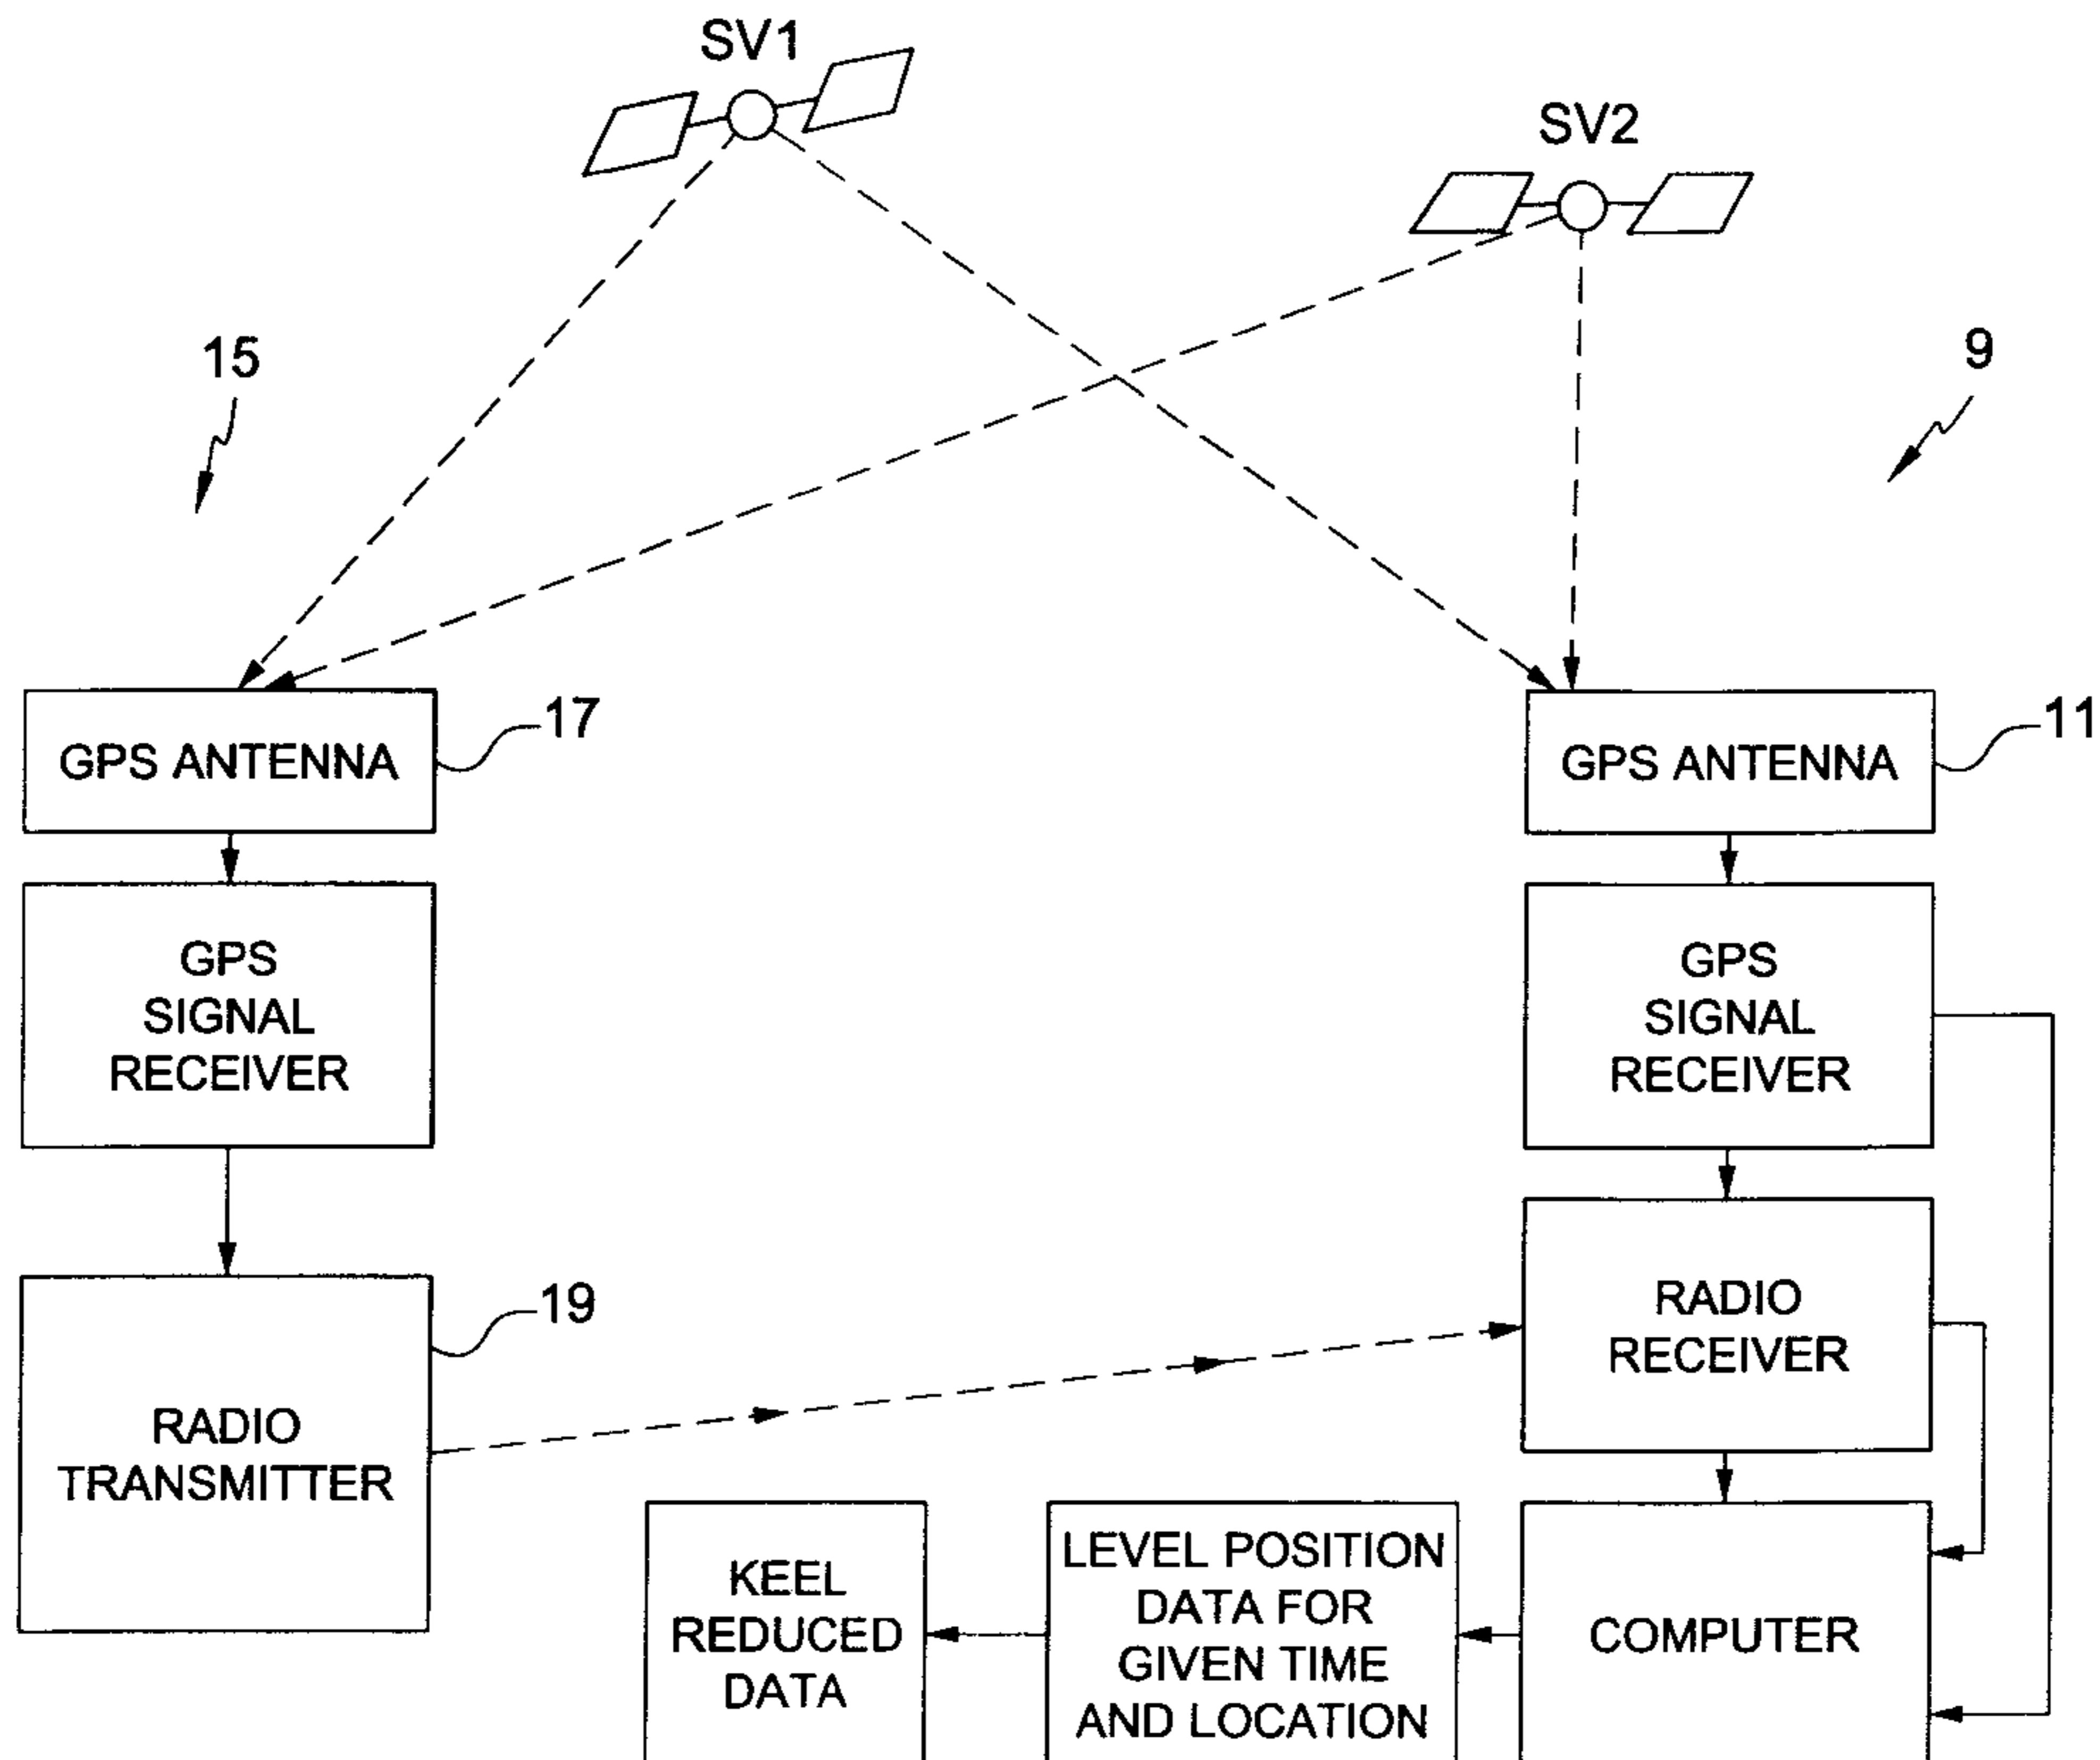 SV1
SV2
15
9
GPS ANTENNA
17
GPS ANTENNA
11
GPS
SIGNAL
RECEIVER
GPS
SIGNAL
RECEIVER
RADIO
TRANSMITTER
19
RADIO
RECEIVER
KEEL
REDUCED
DATA
LEVEL POSITION
DATA FOR
GIVEN TIME
AND LOCATION
COMPUTER